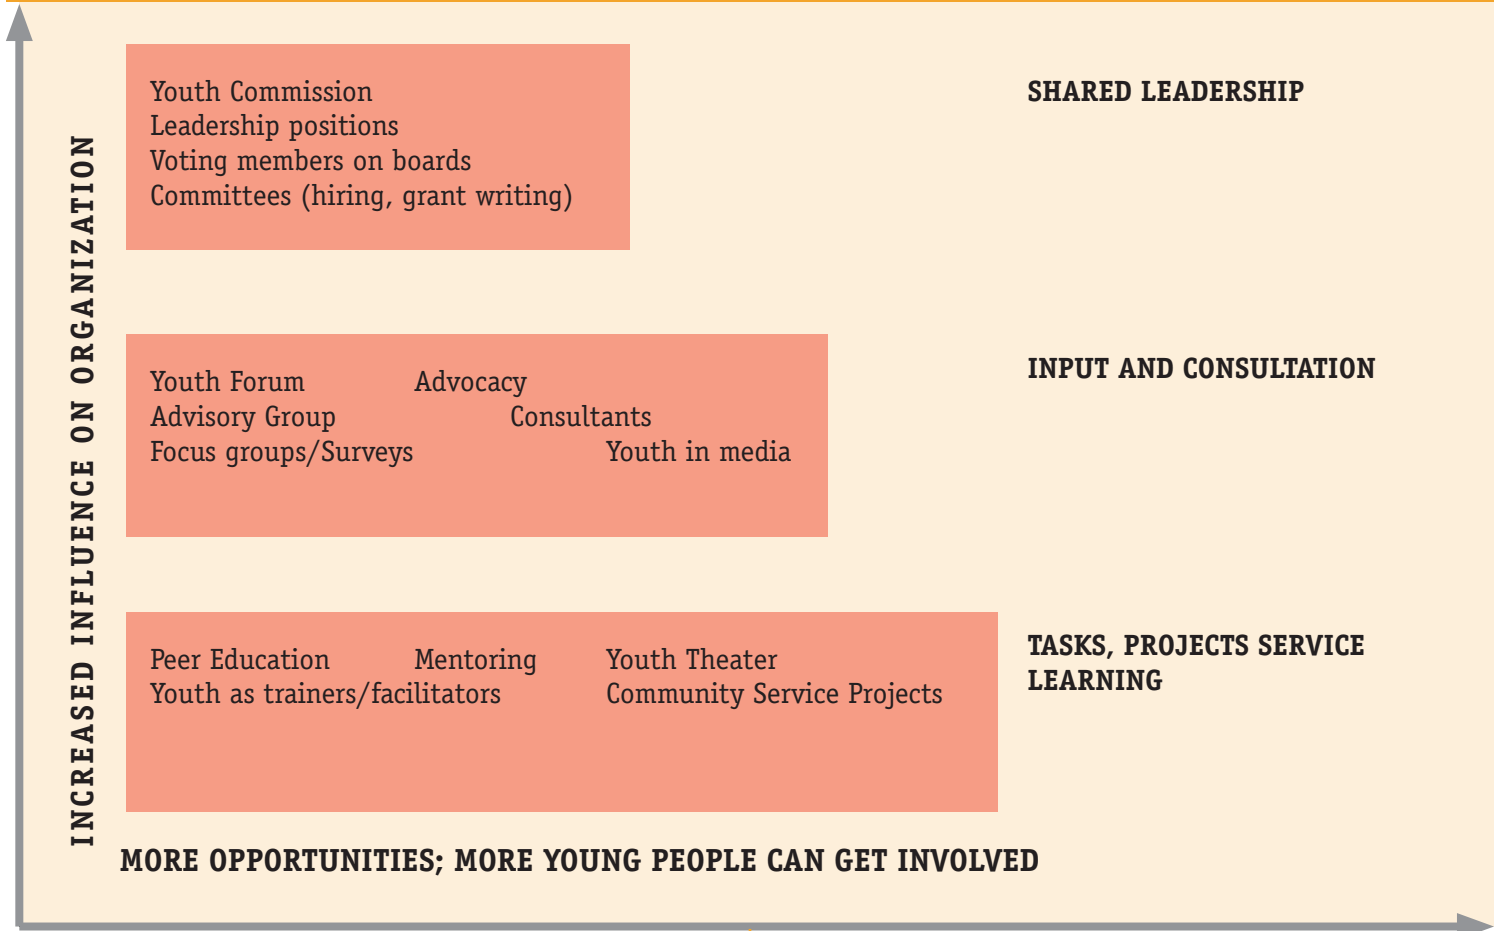 Youth Commission
Leadership positions
Voting members on boards
Committees (hiring, grant writing)
SHARED LEADERSHIP
Youth Forum Advocacy
Advisory Group Consultants
Focus groups/Surveys Youth in media
INPUT AND CONSULTATION
Peer Education Mentoring Youth Theater
Youth as trainers/facilitators Community Service Projects
TASKS, PROJECTS SERVICE
LEARNING
INCREASED INFLUENCE ON ORGANIZATION
MORE OPPORTUNITIES; MORE YOUNG PEOPLE CAN GET INVOLVED